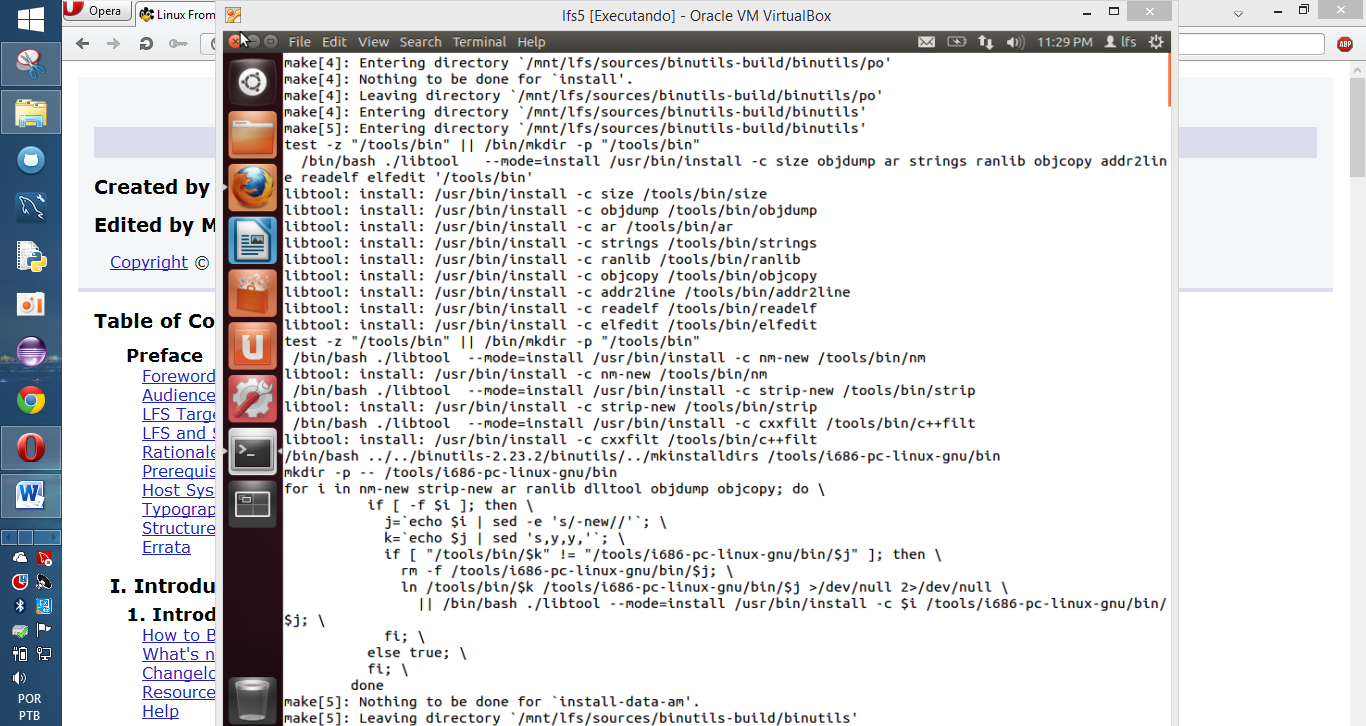 Opera
Linux From
lfs5 [Executando] - Oracle VM VirtualBox
ABP
File Edit View Search Terminal Help
11:29 PM lfs
make[4]: Entering directory `/mnt/lfs/sources/binutils-build/binutils/po'
make[4]: Nothing to be done for `install'.
make[4]: Leaving directory `/mnt/lfs/sources/binutils-build/binutils/po'
make[4]: Entering directory `/mnt/lfs/sources/binutils-build/binutils'
make[5]: Entering directory `/mnt/lfs/sources/binutils-build/binutils'
test -z "/tools/bin" || /bin/mkdir -p "/tools/bin"
  /bin/bash ./libtool   --mode=install /usr/bin/install -c size objdump ar strings ranlib objcopy addr2lin
e readelf elfedit '/tools/bin'
libtool: install: /usr/bin/install -c size /tools/bin/size
libtool: install: /usr/bin/install -c objdump /tools/bin/objdump
libtool: install: /usr/bin/install -c ar /tools/bin/ar
libtool: install: /usr/bin/install -c strings /tools/bin/strings
libtool: install: /usr/bin/install -c ranlib /tools/bin/ranlib
libtool: install: /usr/bin/install -c objcopy /tools/bin/objcopy
libtool: install: /usr/bin/install -c addr2line /tools/bin/addr2line
libtool: install: /usr/bin/install -c readelf /tools/bin/readelf
libtool: install: /usr/bin/install -c elfedit /tools/bin/elfedit
test -z "/tools/bin" || /bin/mkdir -p "/tools/bin"
 /bin/bash ./libtool  --mode=install /usr/bin/install -c nm-new /tools/bin/nm
libtool: install: /usr/bin/install -c nm-new /tools/bin/nm
 /bin/bash ./libtool  --mode=install /usr/bin/install -c strip-new /tools/bin/strip
libtool: install: /usr/bin/install -c strip-new /tools/bin/strip
 /bin/bash ./libtool  --mode=install /usr/bin/install -c cxxfilt /tools/bin/c++filt
libtool: install: /usr/bin/install -c cxxfilt /tools/bin/c++filt
/bin/bash ../../binutils-2.23.2/binutils/../mkinstalldirs /tools/i686-pc-linux-gnu/bin
mkdir -p -- /tools/i686-pc-linux-gnu/bin
for i in nm-new strip-new ar ranlib dlltool objdump objcopy; do \
          if [ -f $i ]; then \
            j=`echo $i | sed -e 's/-new//'`; \
            k=`echo $j | sed 's,y,y,'`; \
            if [ "/tools/bin/$k" != "/tools/i686-pc-linux-gnu/bin/$j" ]; then \
              rm -f /tools/i686-pc-linux-gnu/bin/$j; \
              ln /tools/bin/$k /tools/i686-pc-linux-gnu/bin/$j >/dev/null 2>/dev/null \
                || /bin/bash ./libtool --mode=install /usr/bin/install -c $i /tools/i686-pc-linux-gnu/bin/
$j; \
            fi; \
          else true; \
          fi; \
        done
make[5]: Nothing to be done for `install-data-am'.
make[5]: Leaving directory `/mnt/lfs/sources/binutils-build/binutils'
Created by
Edited by M
Copyright ©
Table of Co
Preface
Foreword
Audience
LFS Targe
LFS and S
Rationale
Prerequis
Host Sys
Typograp
Structure
Errata
I. Introdu
1. Introd
How to B
What's n
Changelo
Resource
Help
POR
PTB